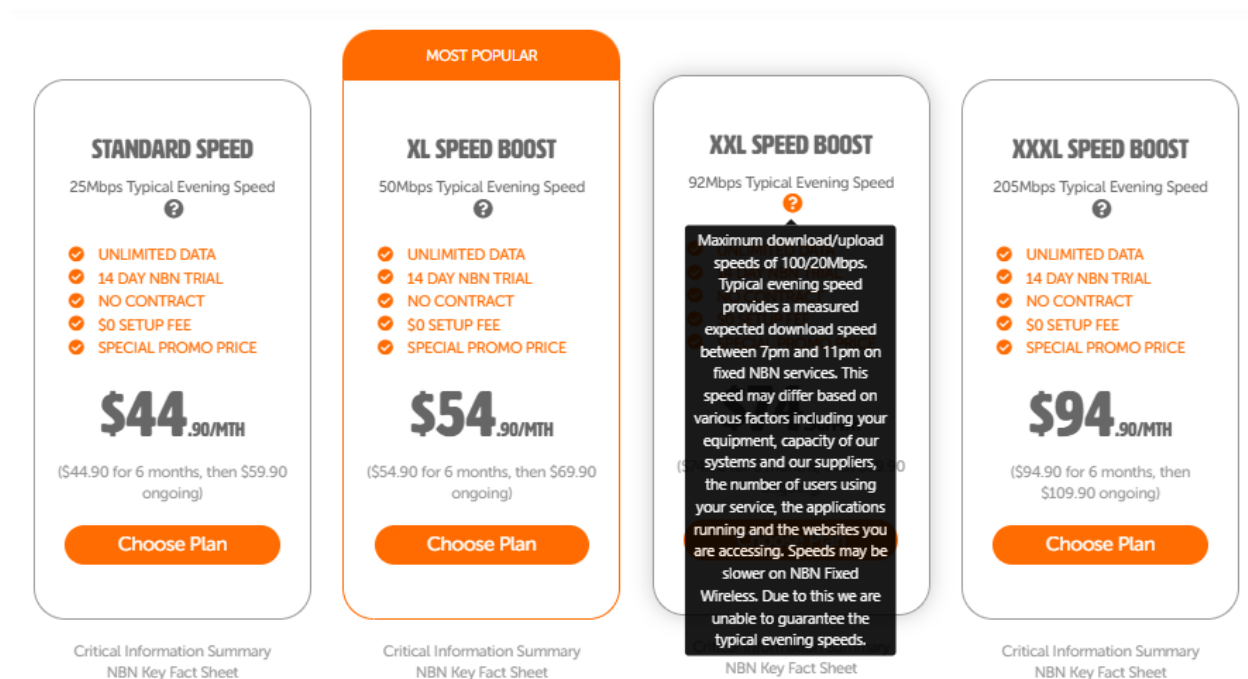 MOST POPULAR
STANDARD SPEED
25Mbps Typical Evening Speed
?
UNLIMITED DATA
14 DAY NBN TRIAL
NO CONTRACT
$0 SETUP FEE
SPECIAL PROMO PRICE
$44.90/MTH
($44.90 for 6 months, then $59.90
ongoing)
Choose Plan
Critical Information Summary
NBN Key Fact Sheet
XL SPEED BOOST
50Mbps Typical Evening Speed
?
UNLIMITED DATA
14 DAY NBN TRIAL
NO CONTRACT
$0 SETUP FEE
SPECIAL PROMO PRICE
$54.90/MTH
($54.90 for 6 months, then $69.90
ongoing)
Choose Plan
Critical Information Summary
NBN Key Fact Sheet
XXL SPEED BOOST
92Mbps Typical Evening Speed
?
Maximum download/upload
speeds of 100/20Mbps.
Typical evening speed
provides a measured
expected download speed
between 7pm and 11pm on
fixed NBN services. This
speed may differ based on
various factors including your
equipment, capacity of our
systems and our suppliers,
the number of users using
your service, the applications
running and the websites you
are accessing. Speeds may be
slower on NBN Fixed
Wireless. Due to this we are
unable to guarantee the
typical evening speeds.
NBN Key Fact Sheet
XXXL SPEED BOOST
205Mbps Typical Evening Speed
?
UNLIMITED DATA
14 DAY NBN TRIAL
NO CONTRACT
$0 SETUP FEE
SPECIAL PROMO PRICE
$94.90/MTH
($94.90 for 6 months, then
$109.90 ongoing)
Choose Plan
Critical Information Summary
NBN Key Fact Sheet